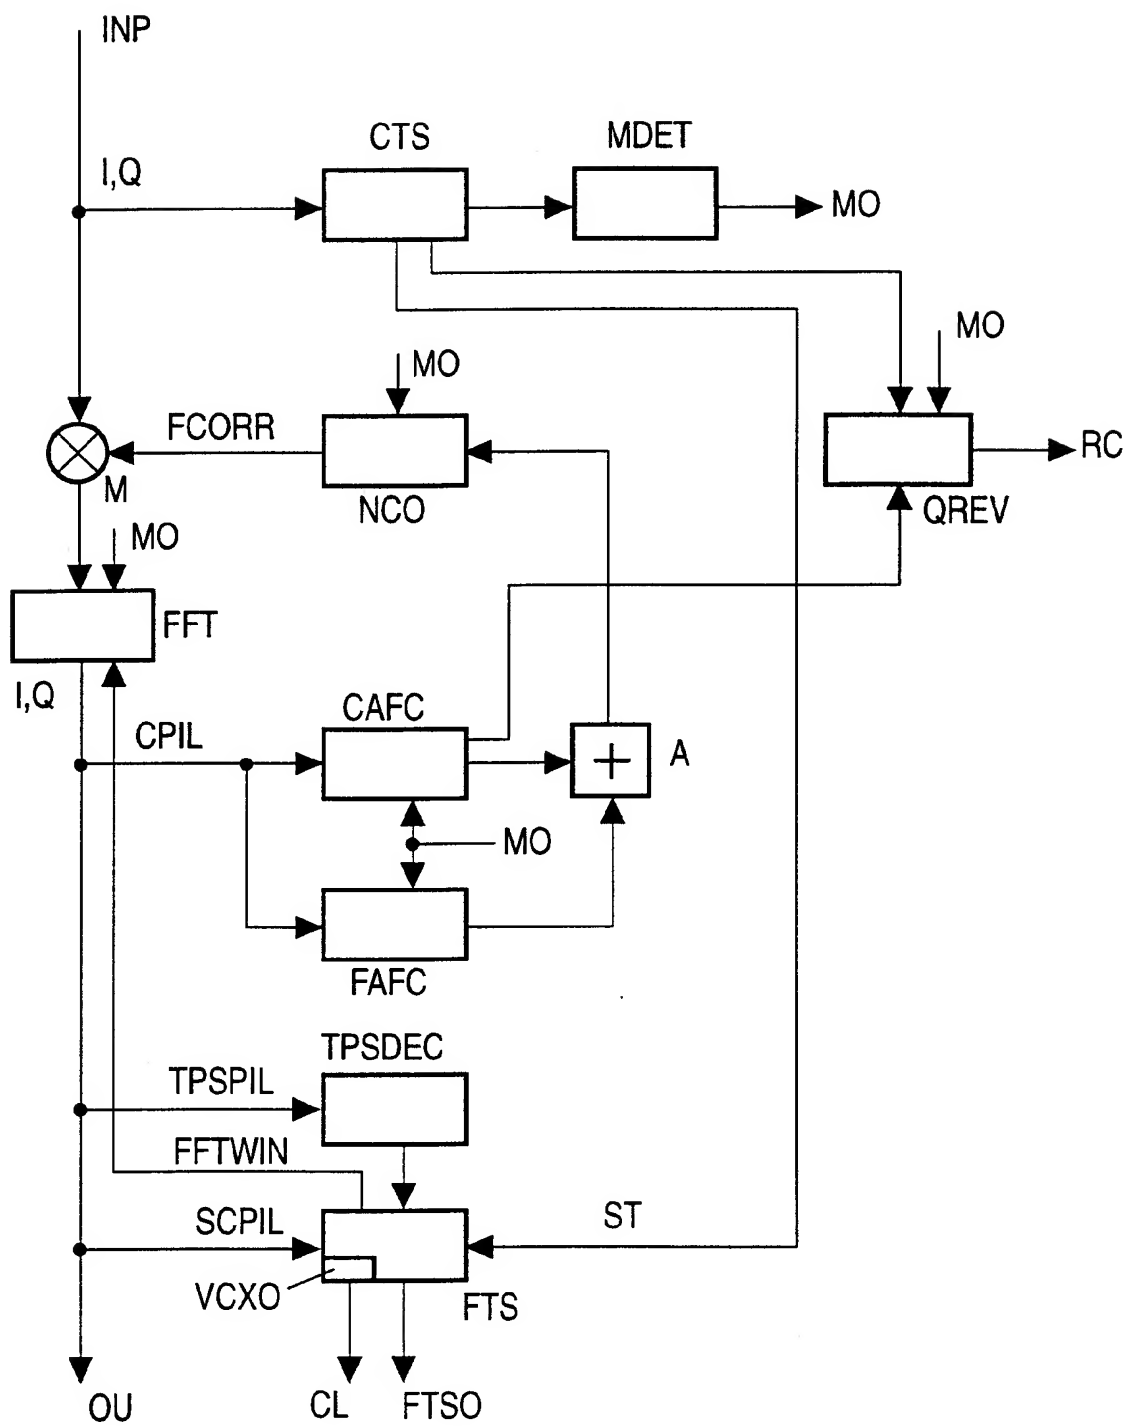 INP
CTS
MDET
I,Q
MO
MO
MO
FCORR
RC
M
NCO
QREV
MO
FFT
I,Q
CAFC
CPIL
+
A
MO
FAFC
TPSDEC
TPSPIL
FFTWIN
SCPIL
ST
VCXO
FTS
OU
CL
FTSO